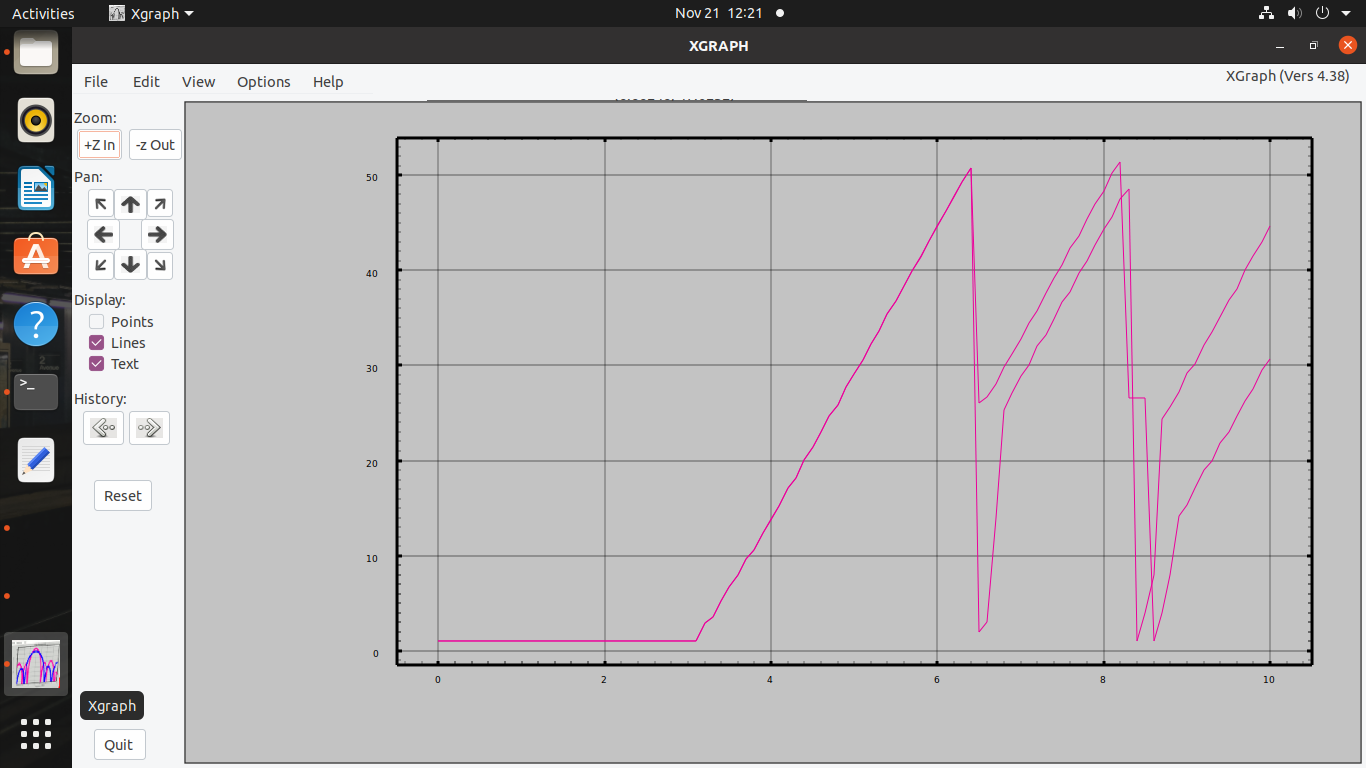 Activities Xgraph Nov 21 12:21
XGRAPH
File Edit View Options Help XGraph (Vers 4.38)
Zoom:
+Z In -z Out
Pan:
Display:
Points
Lines
Text
History:
Reset
Xgraph
Quit
50
40
30
20
10
0
0 2 4 6 8 10
>_
?